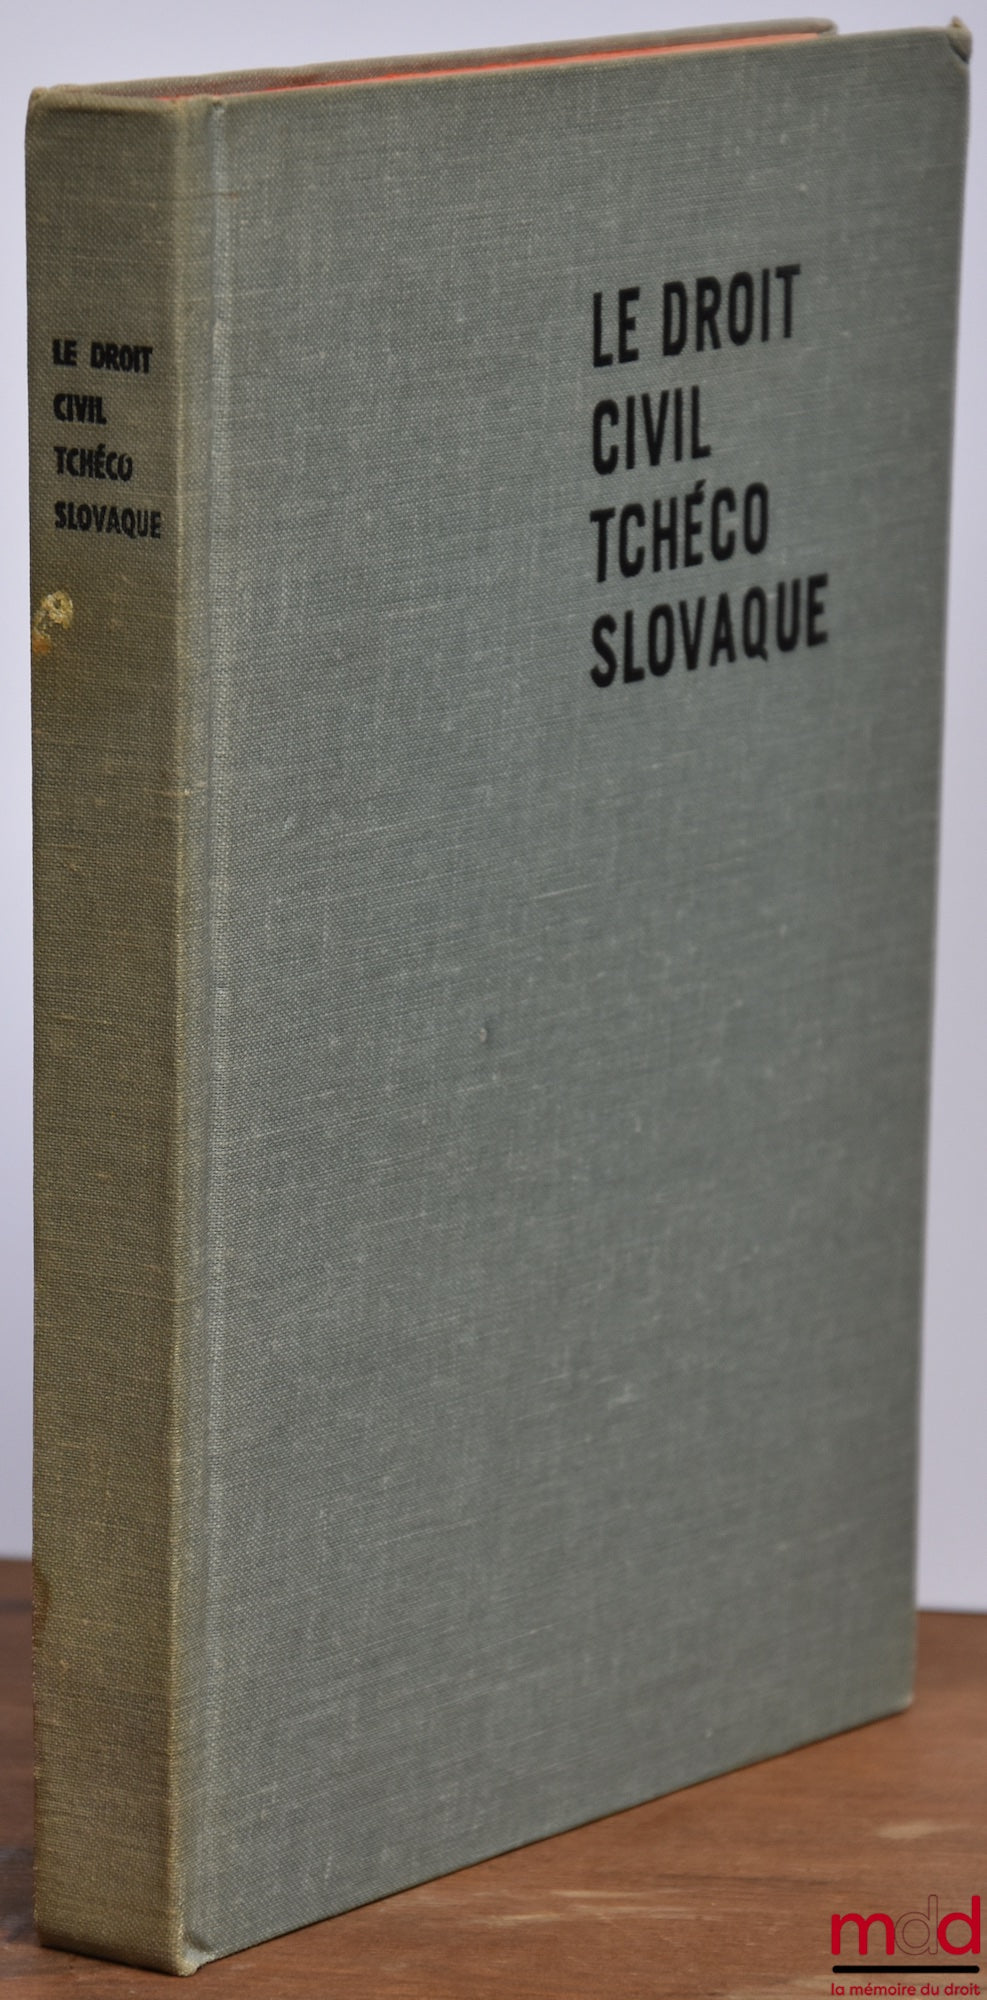 LE DROIT
CIVIL
TCHÉCO
SLOVAQUE
LE DROIT
CIVIL
TCHÉCO
SLOVAQUE
mdd
la mémoire du droit